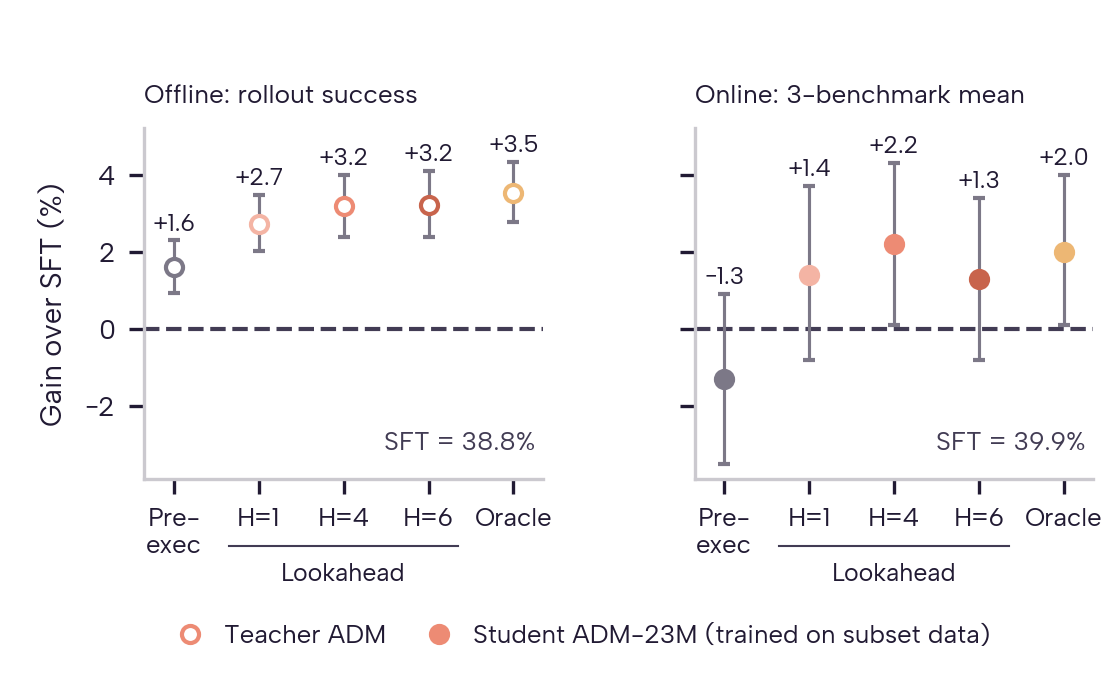 Offline: rollout success
Online: 3-benchmark mean
Gain over SFT (%)
4
2
0
-2
+1.6
+2.7
+3.2
+3.2
+3.5
SFT = 38.8%
Pre-
exec
H=1
H=4
H=6
Oracle
Lookahead
-1.3
+1.4
+2.2
+1.3
+2.0
SFT = 39.9%
Pre-
exec
H=1
H=4
H=6
Oracle
Lookahead
Teacher ADM
Student ADM-23M (trained on subset data)